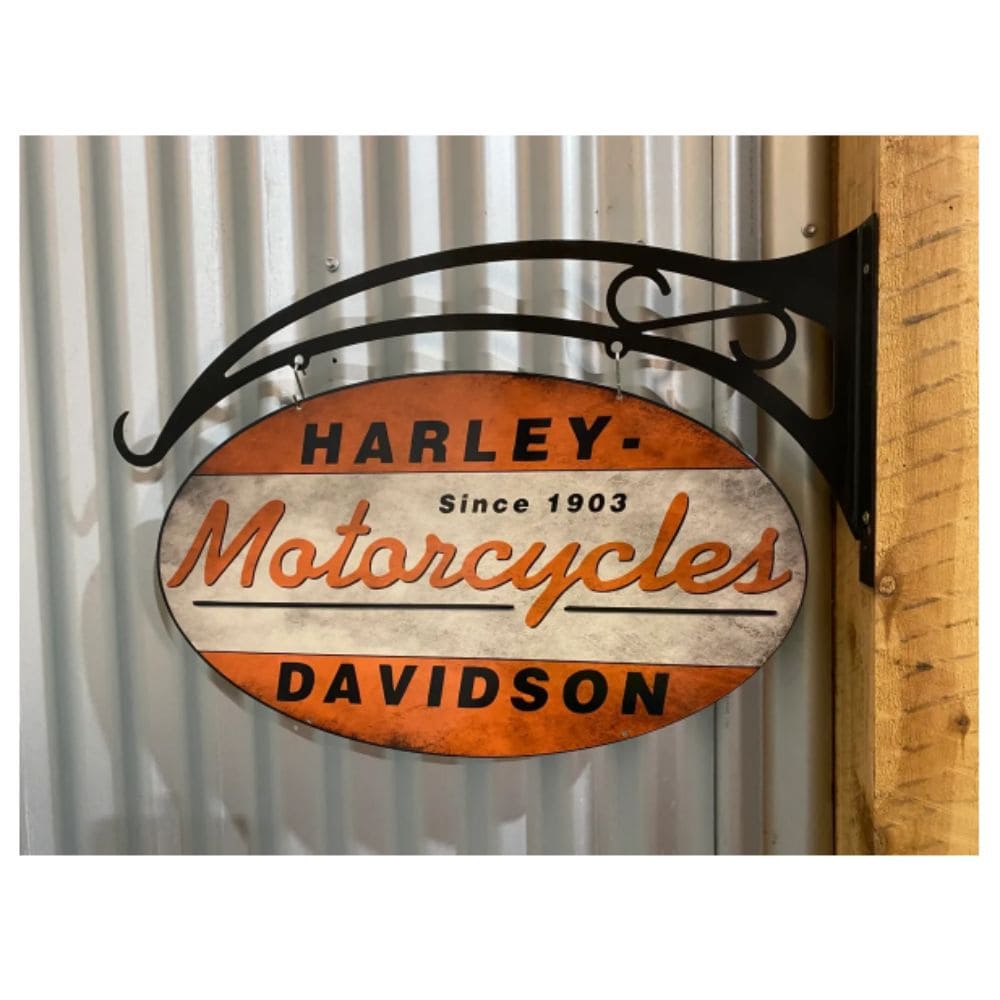 HARLEY-
Since 1903
Motorcycles
DAVIDSON